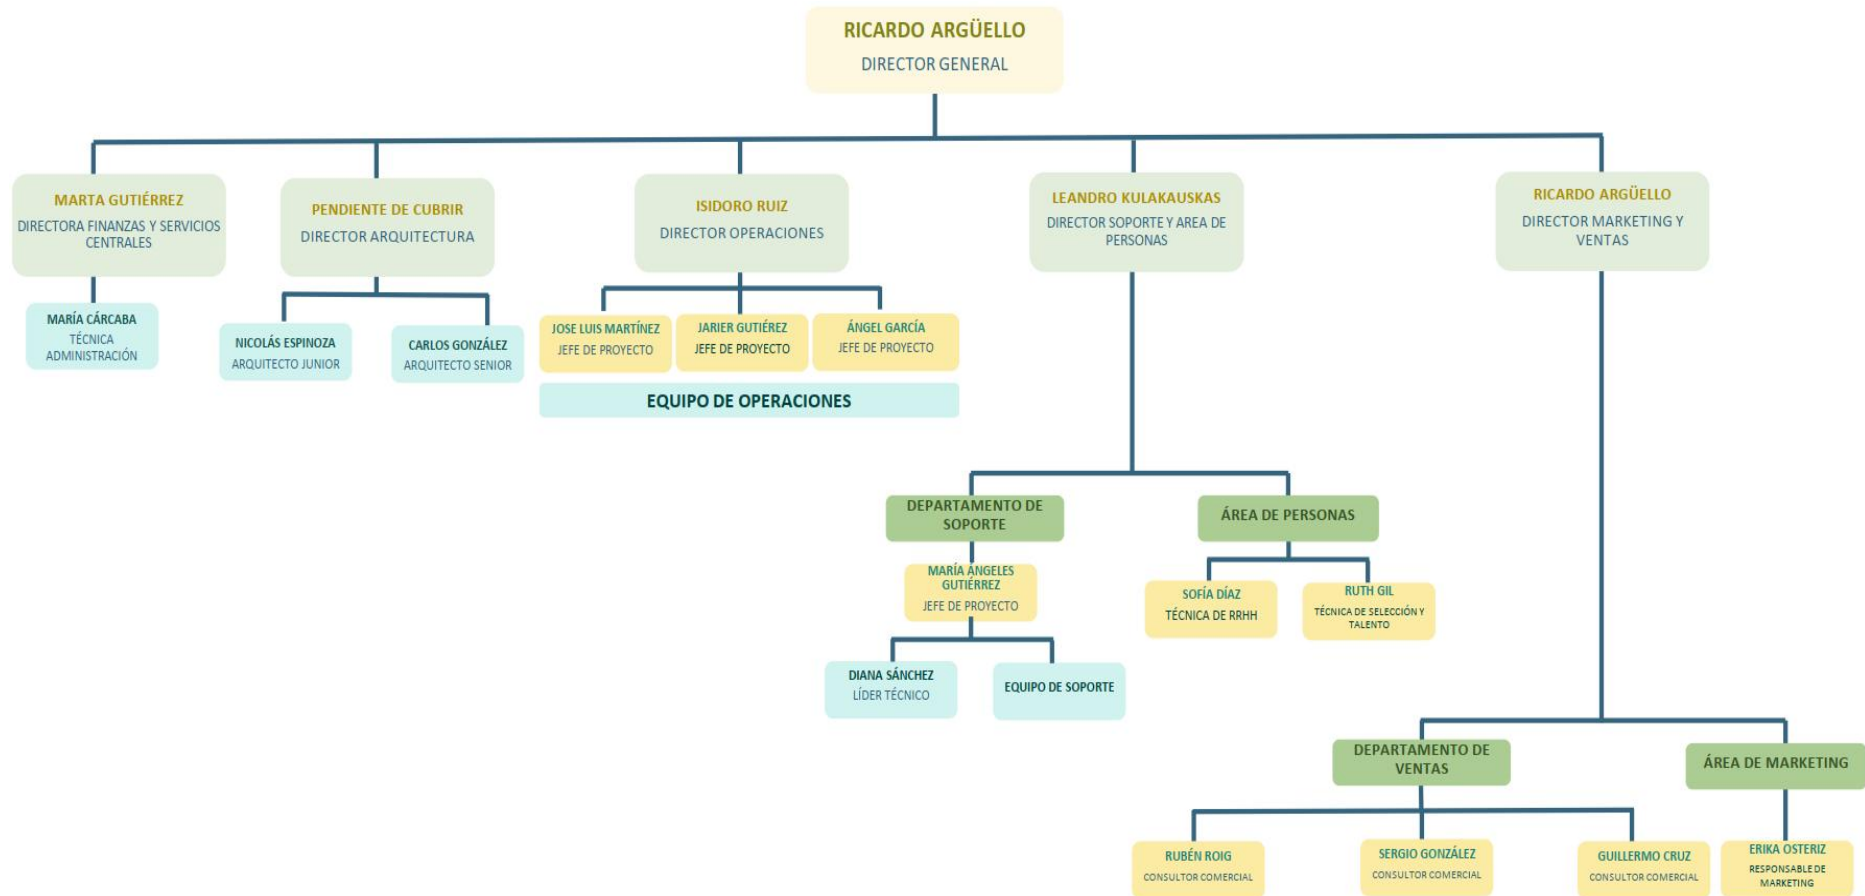 RICARDO ARGÜELLO
DIRECTOR GENERAL
MARTA GUTIÉRREZ
DIRECTORA FINANZAS Y SERVICIOS
CENTRALES
PENDIENTE DE CUBRIR
DIRECTOR ARQUITECTURA
ISIDORO RUIZ
DIRECTOR OPERACIONES
LEANDRO KULAKAUSKAS
DIRECTOR SOPORTE Y AREA DE
PERSONAS
RICARDO ARGÜELLO
DIRECTOR MARKETING Y
VENTAS
MARÍA CÁRCABA
TÉCNICA
ADMINISTRACIÓN
NICOLÁS ESPINOZA
ARQUITECTO JUNIOR
CARLOS GONZÁLEZ
ARQUITECTO SENIOR
JOSE LUIS MARTÍNEZ
JEFE DE PROYECTO
JARIER GUTIÉREZ
JEFE DE PROYECTO
ÁNGEL GARCÍA
JEFE DE PROYECTO
EQUIPO DE OPERACIONES
DEPARTAMENTO DE
SOPORTE
ÁREA DE PERSONAS
MARÍA ÁNGELES
GUTIÉRREZ
JEFE DE PROYECTO
SOFÍA DÍAZ
TÉCNICA DE RRHH
RUTH GIL
TÉCNICA DE SELECCIÓN Y
TALENTO
DIANA SÁNCHEZ
LÍDER TÉCNICO
EQUIPO DE SOPORTE
DEPARTAMENTO DE
VENTAS
ÁREA DE MARKETING
RUBÉN ROIG
CONSULTOR COMERCIAL
SERGIO GONZÁLEZ
CONSULTOR COMERCIAL
GUILLERMO CRUZ
CONSULTOR COMERCIAL
ERIKA OSTERIZ
RESPONSABLE DE
MARKETING